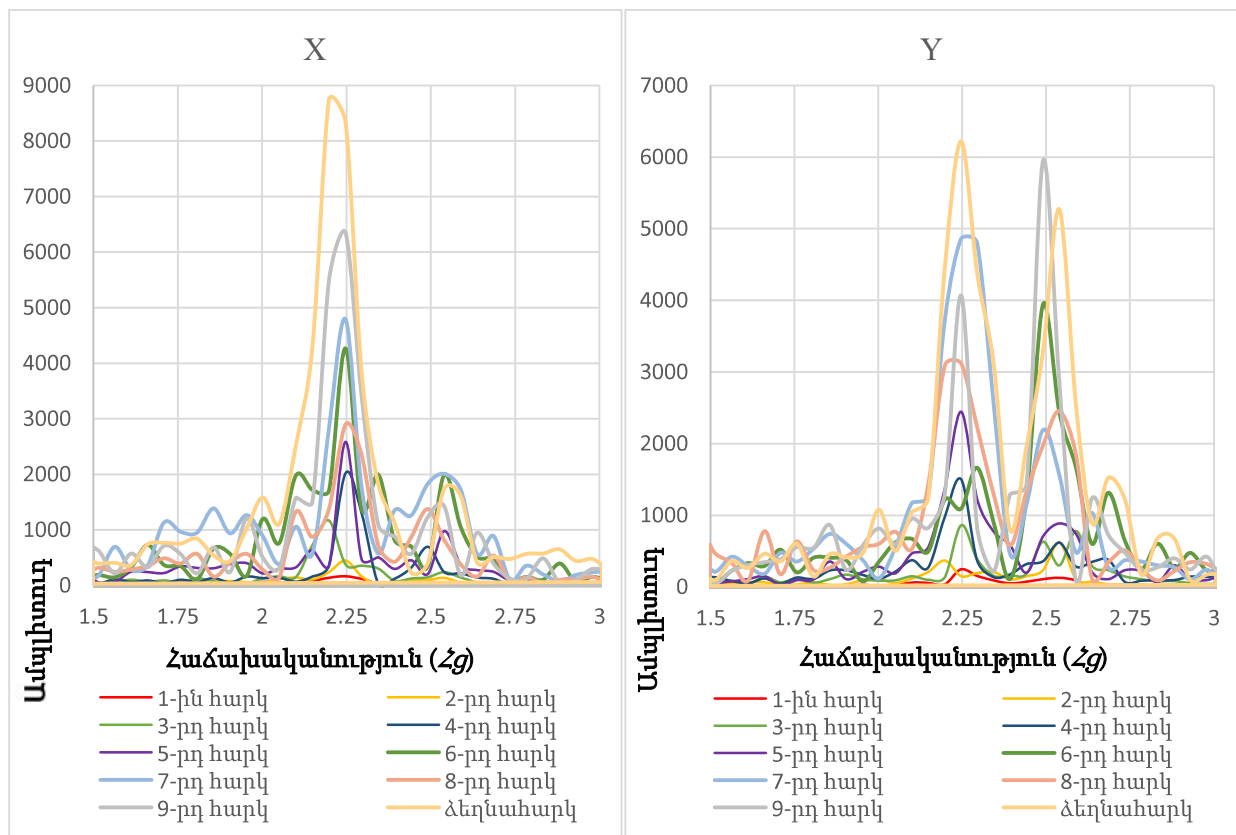 X
9000
8000
7000
6000
5000
4000
3000
2000
1000
0
1.5 1.75 2 2.25 2.5 2.75 3
Ամպլիտուդ
Հաճախականություն (Հց)
1-ին հարկ 2-րդ հարկ
3-րդ հարկ 4-րդ հարկ
5-րդ հարկ 6-րդ հարկ
7-րդ հարկ 8-րդ հարկ
9-րդ հարկ ձեղնահարկ
Y
7000
6000
5000
4000
3000
2000
1000
0
1.5 1.75 2 2.25 2.5 2.75 3
Ամպլիտուդ
Հաճախականություն (Հց)
1-ին հարկ 2-րդ հարկ
3-րդ հարկ 4-րդ հարկ
5-րդ հարկ 6-րդ հարկ
7-րդ հարկ 8-րդ հարկ
9-րդ հարկ ձեղնահարկ